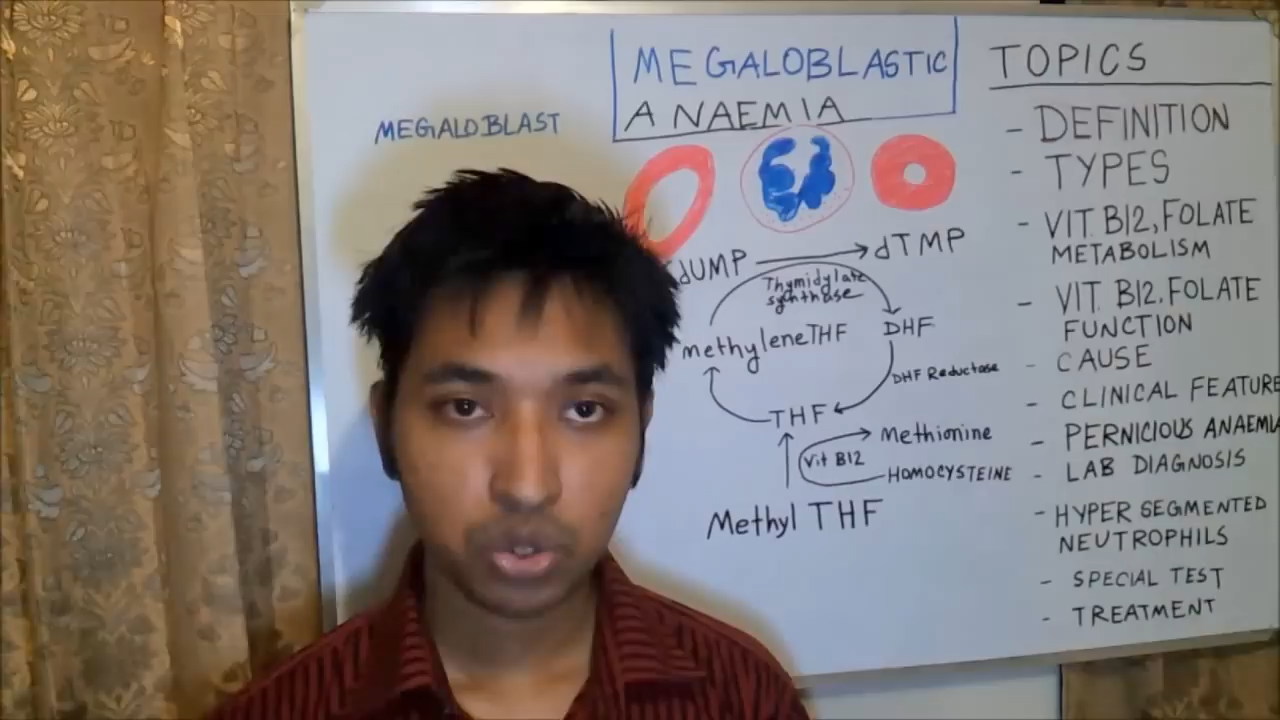 MEGALOBLASTIC
ANAEMIA
MEGALOBLAST
dUMP
dTMP
Thymidylate
synthase
methyleneTHF
DHF
DHF Reductase
THF
Methionine
Vit B12
HOMOCYSTEINE
Methyl THF
TOPICS
- DEFINITION
- TYPES
- VIT. B12, FOLATE
METABOLISM
- VIT. B12. FOLATE
FUNCTION
- CAUSE
- CLINICAL FEATURE
- PERNICIOUS ANAEMIA
- LAB DIAGNOSIS
- HYPER SEGMENTED
NEUTROPHILS
- SPECIAL TEST
- TREATMENT